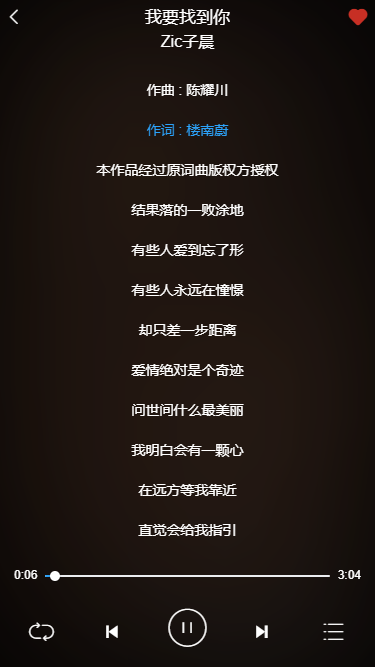 我要找到你
Zic子晨
作曲 : 陈耀川
作词 : 楼南蔚
本作品经过原词曲版权方授权
结果落的一败涂地
有些人爱到忘了形
有些人永远在憧憬
却只差一步距离
爱情绝对是个奇迹
问世间什么最美丽
我明白会有一颗心
在远方等我靠近
直觉会给我指引
0:06 3:04